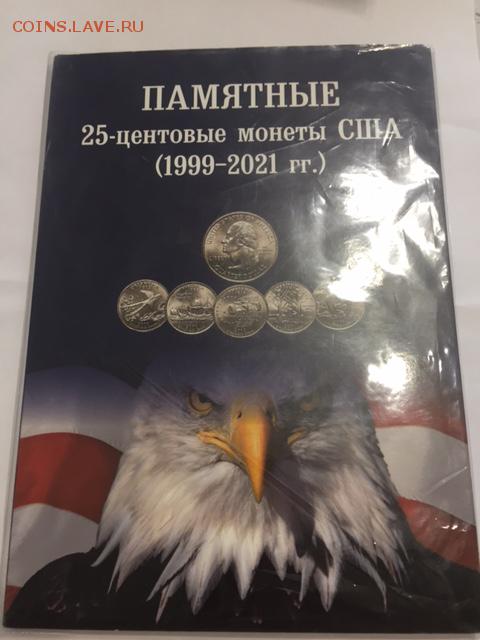 COINS.LAVE.RU
ПАМЯТНЫЕ
25-центовые монеты США
(1999–2021 гг.)